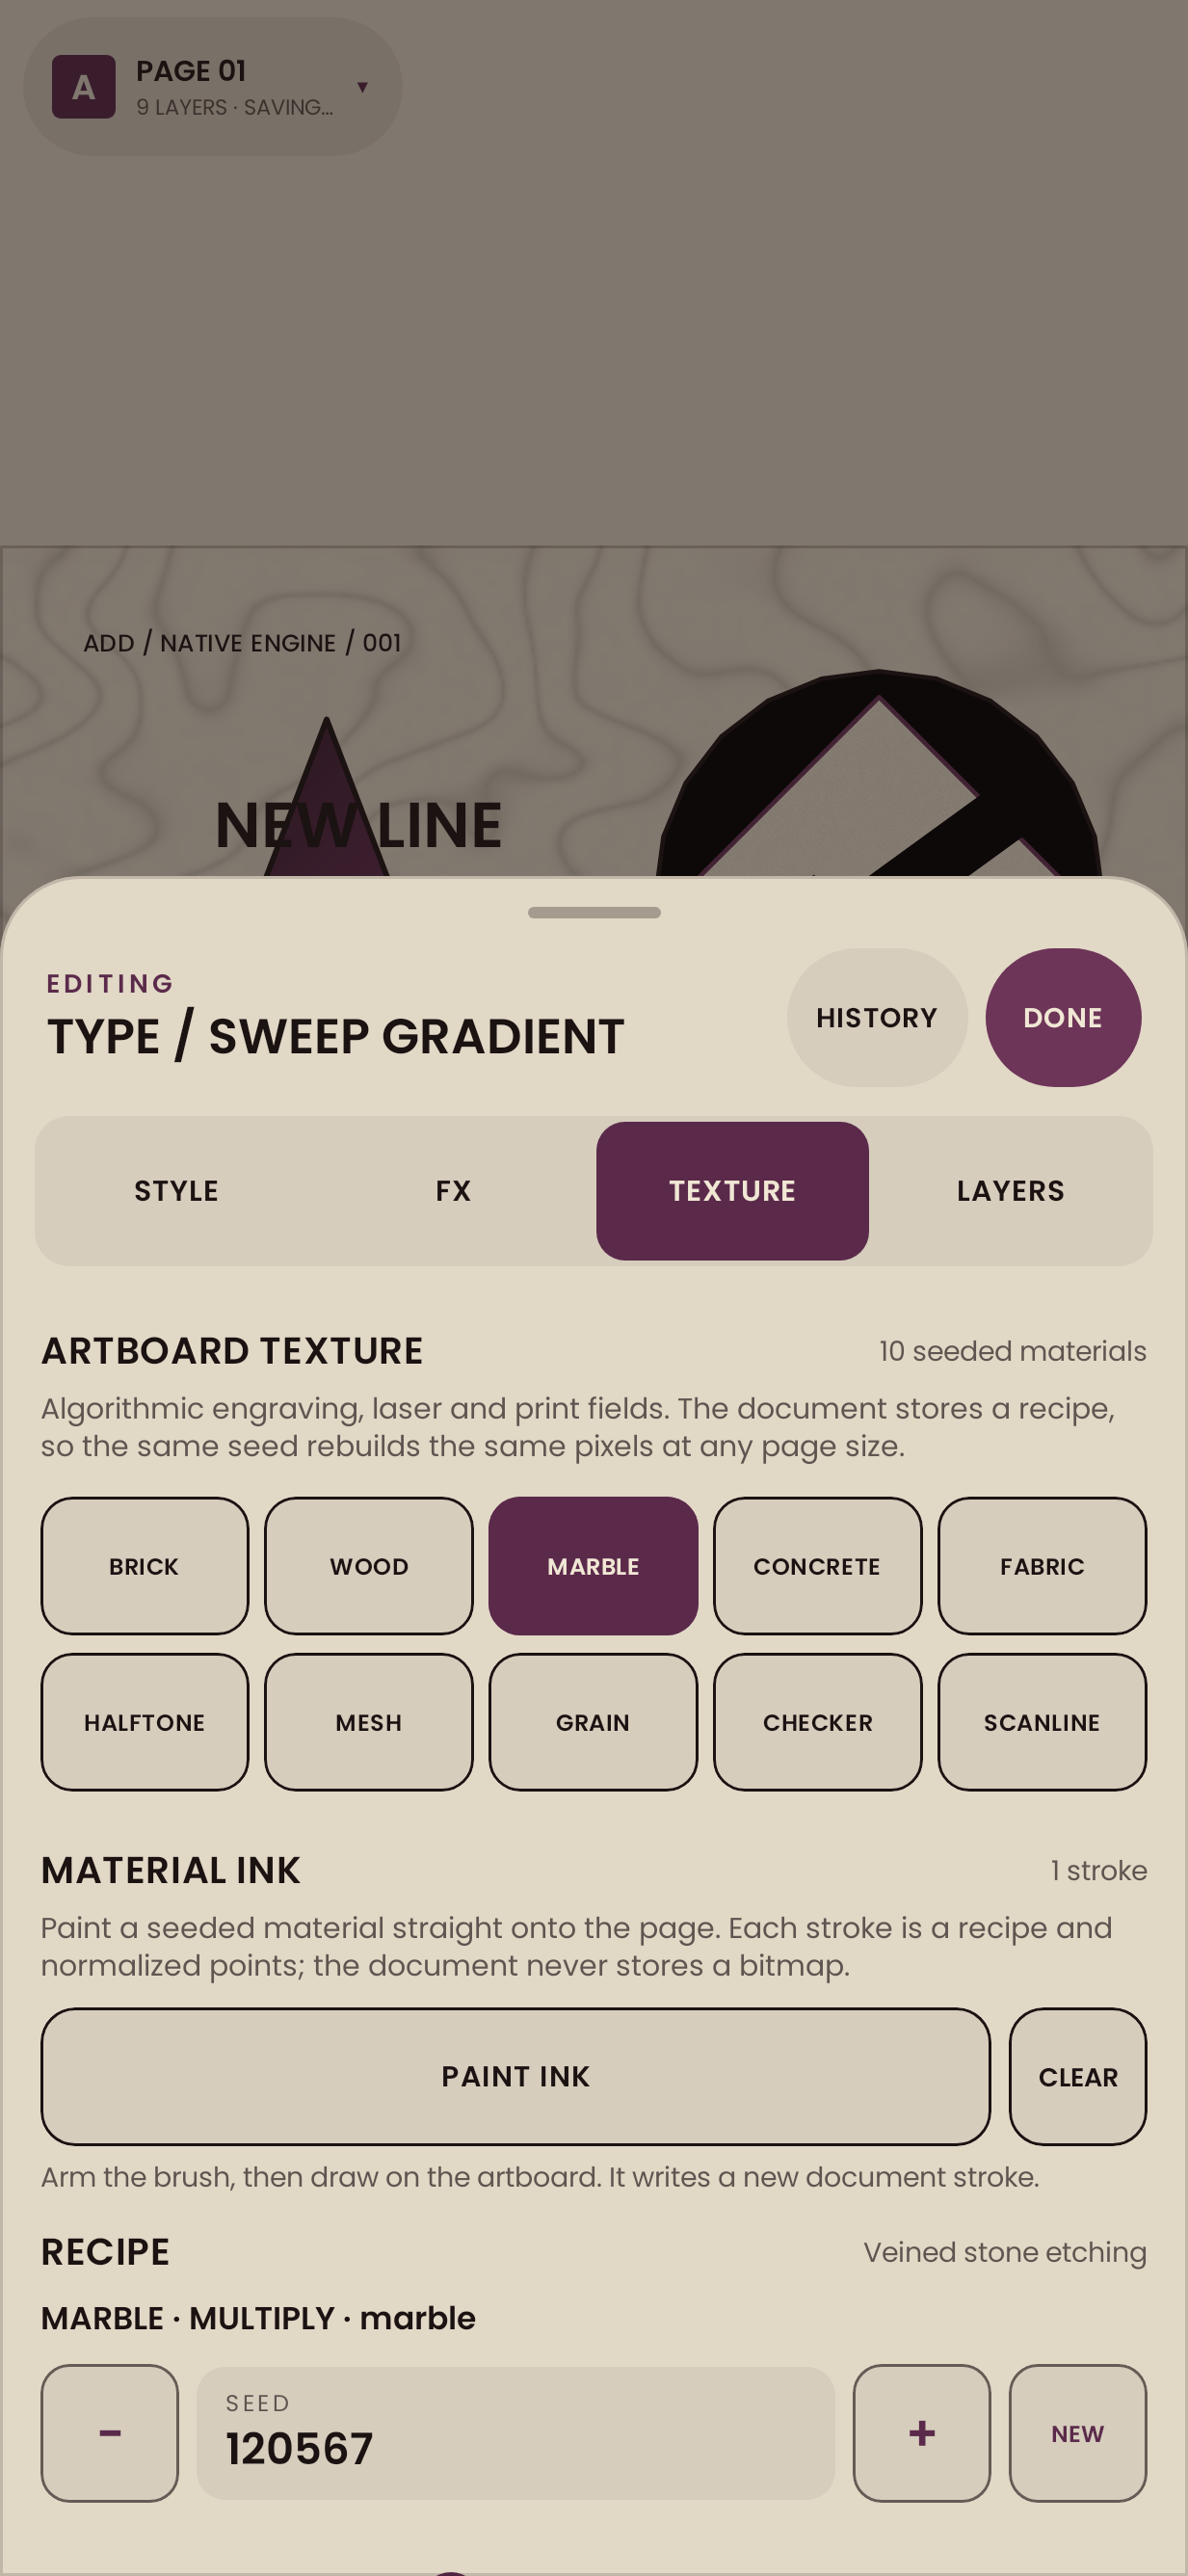 A
PAGE 01
9 LAYERS · SAVING...
ADD / NATIVE ENGINE / 001
NEW LINE
EDITING
TYPE / SWEEP GRADIENT
HISTORY
DONE
STYLE
FX
TEXTURE
LAYERS
ARTBOARD TEXTURE
10 seeded materials
Algorithmic engraving, laser and print fields. The document stores a recipe,
so the same seed rebuilds the same pixels at any page size.
BRICK
WOOD
MARBLE
CONCRETE
FABRIC
HALFTONE
MESH
GRAIN
CHECKER
SCANLINE
MATERIAL INK
1 stroke
Paint a seeded material straight onto the page. Each stroke is a recipe and
normalized points; the document never stores a bitmap.
PAINT INK
CLEAR
Arm the brush, then draw on the artboard. It writes a new document stroke.
RECIPE
Veined stone etching
MARBLE · MULTIPLY · marble
-
SEED
120567
+
NEW